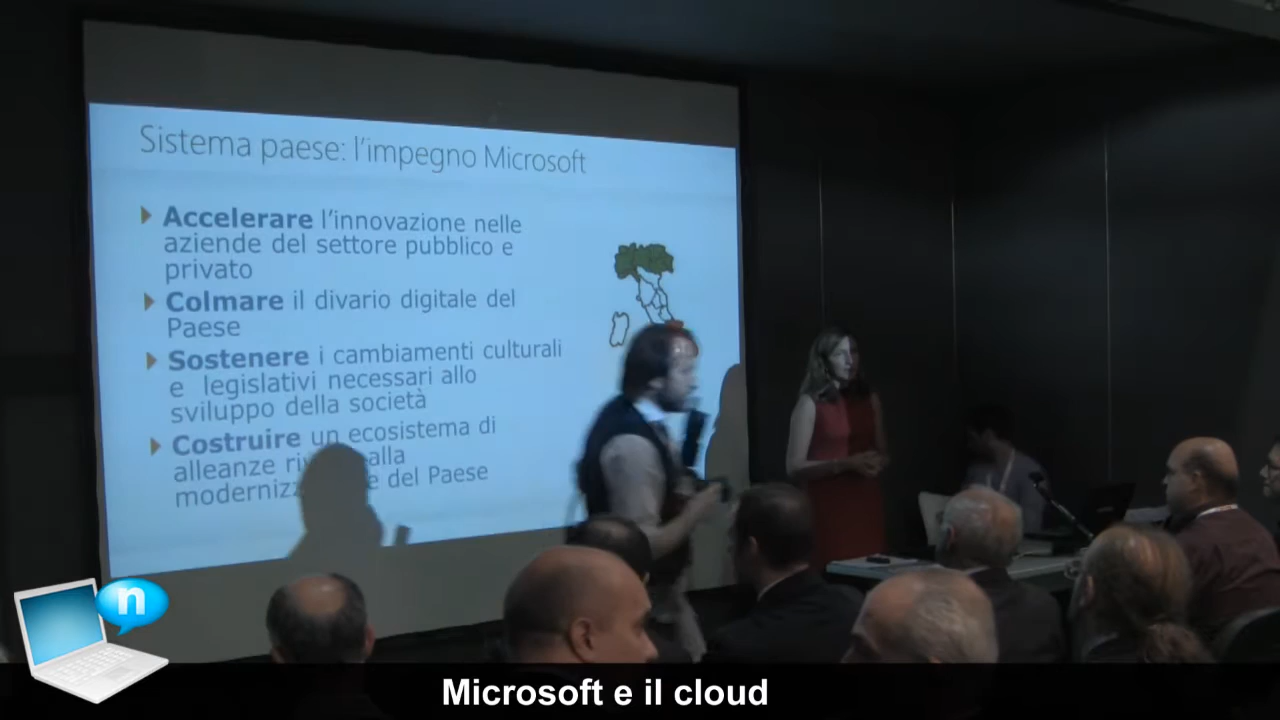 Sistema paese: l'impegno Microsoft
Accelerare l'innovazione nelle
aziende del settore pubblico e
privato
Colmare il divario digitale del
Paese
Sostenere i cambiamenti culturali
e legislativi necessari allo
sviluppo della società
Costruire un ecosistema di
alleanze alla
del Paese
n
Microsoft e il cloud